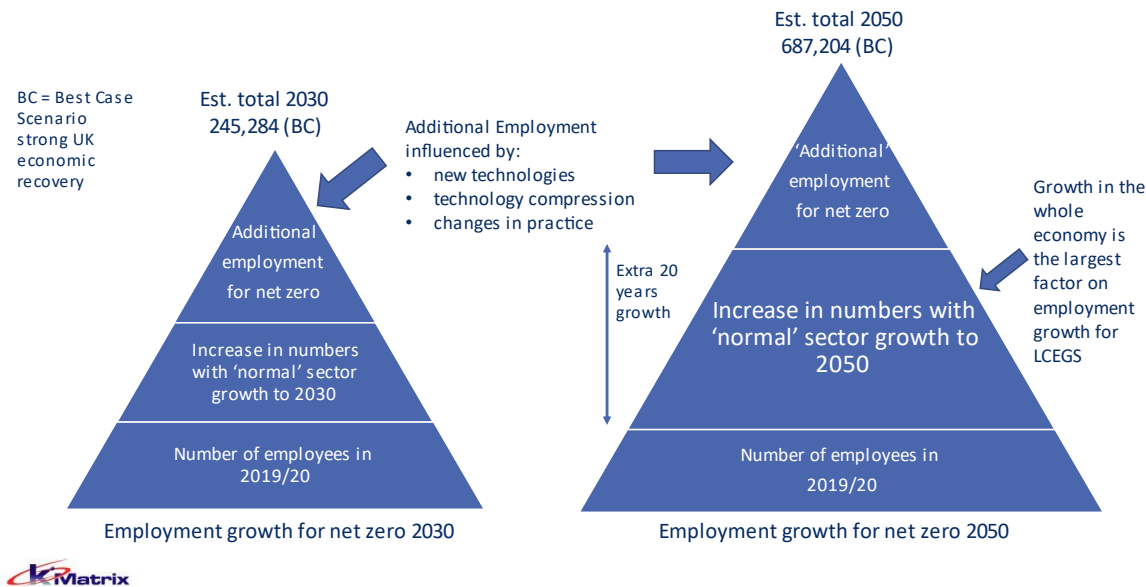 BC = Best Case
Scenario
strong UK
economic
recovery
Est. total 2030
245,284 (BC)
Additional
employment
for net zero
Increase in numbers
with ‘normal’ sector
growth to 2030
Number of employees in
2019/20
Employment growth for net zero 2030
Additional Employment
influenced by:
• new technologies
• technology compression
• changes in practice
Extra 20
years
growth
Est. total 2050
687,204 (BC)
‘Additional’
employment
for net zero
Increase in numbers with
‘normal’ sector growth to
2050
Number of employees in
2019/20
Employment growth for net zero 2050
Growth in the
whole
economy is
the largest
factor on
employment
growth for
LCEGS
kMatrix